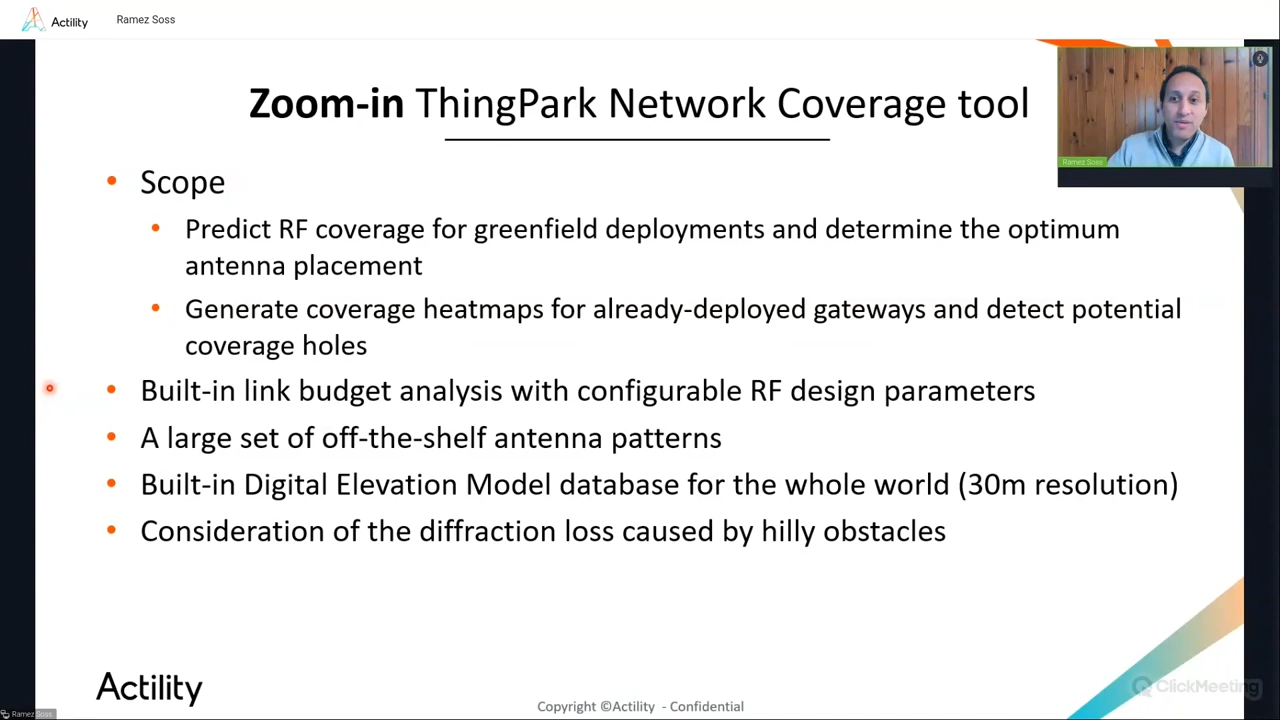 Actility
Ramez Soss
Zoom-in ThingPark Network Coverage tool
Ramez Soss
• Scope
• Predict RF coverage for greenfield deployments and determine the optimum
antenna placement
• Generate coverage heatmaps for already-deployed gateways and detect potential
coverage holes
• Built-in link budget analysis with configurable RF design parameters
• A large set of off-the-shelf antenna patterns
• Built-in Digital Elevation Model database for the whole world (30m resolution)
• Consideration of the diffraction loss caused by hilly obstacles
Actility
Copyright ©Actility - Confidential
ClickMeeting
Ramez Soss